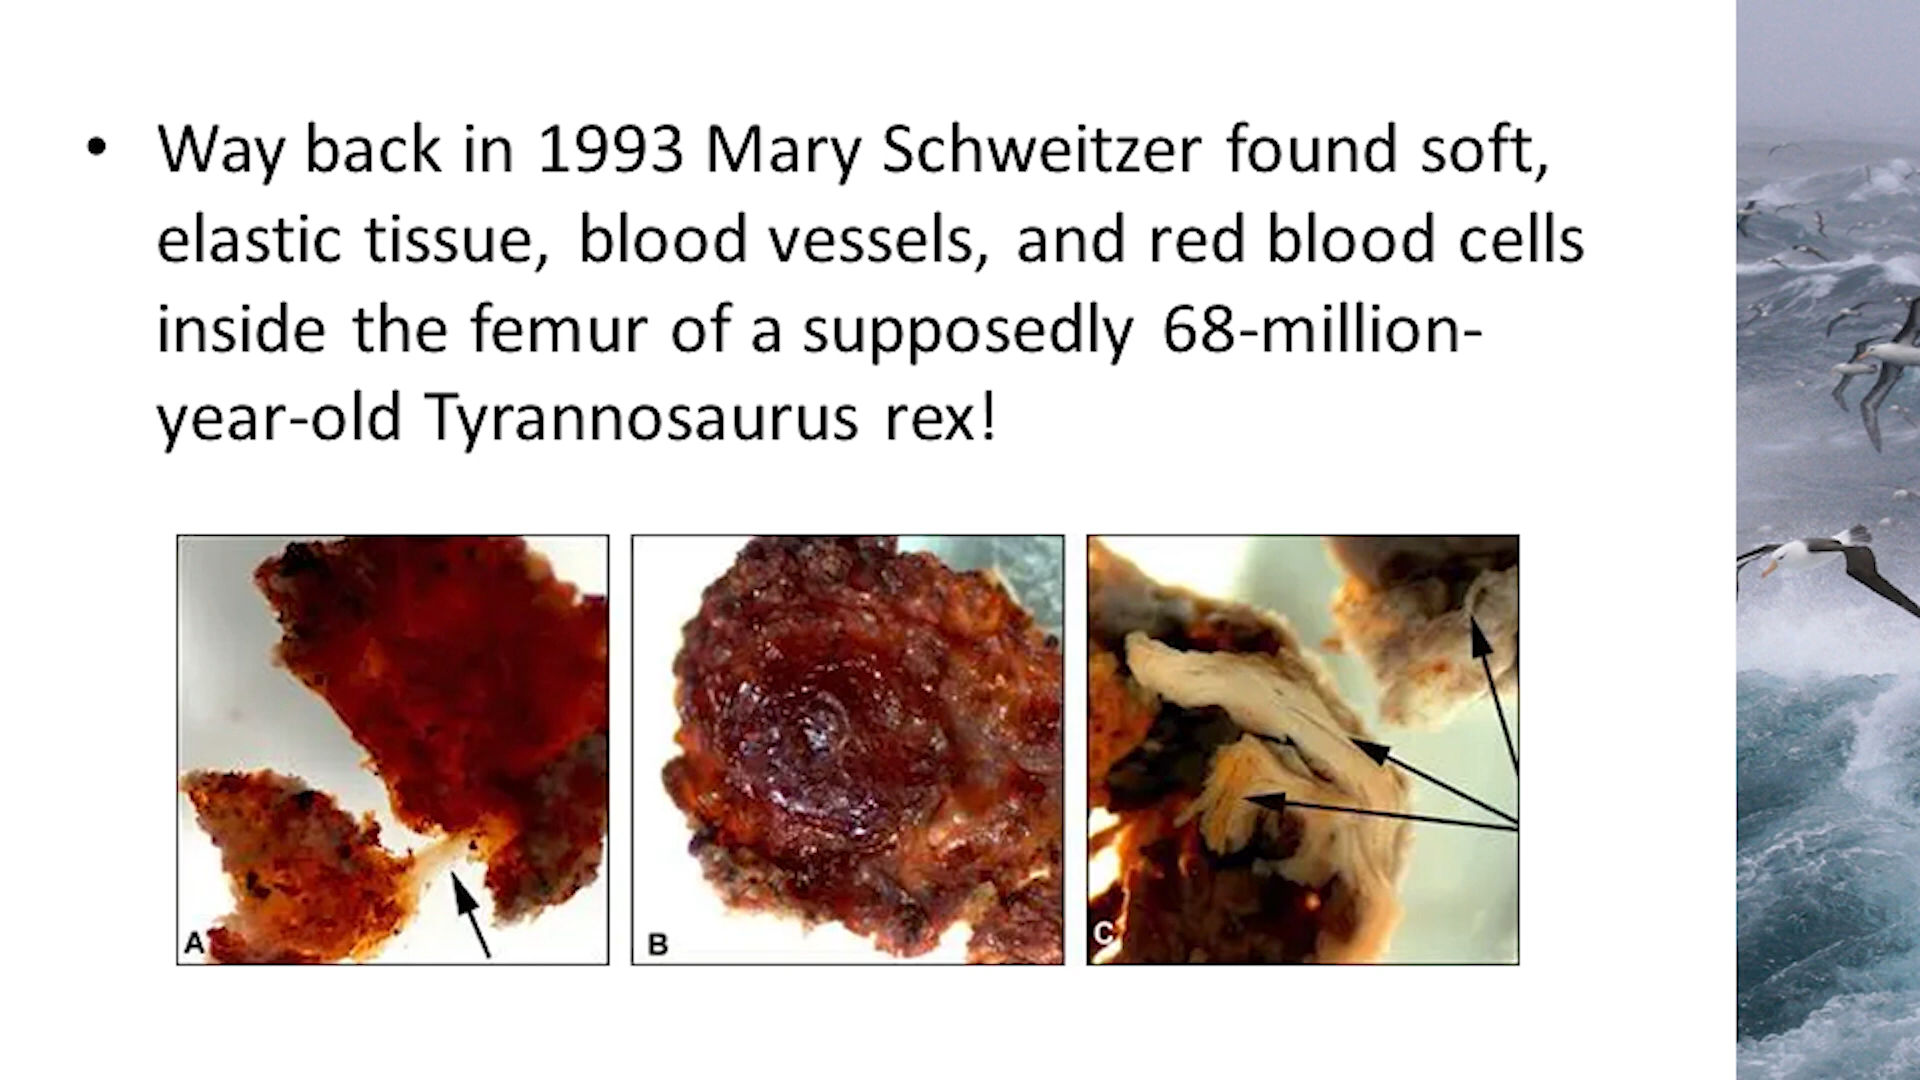 • Way back in 1993 Mary Schweitzer found soft,
elastic tissue, blood vessels, and red blood cells
inside the femur of a supposedly 68-million-
year-old Tyrannosaurus rex!
A B C